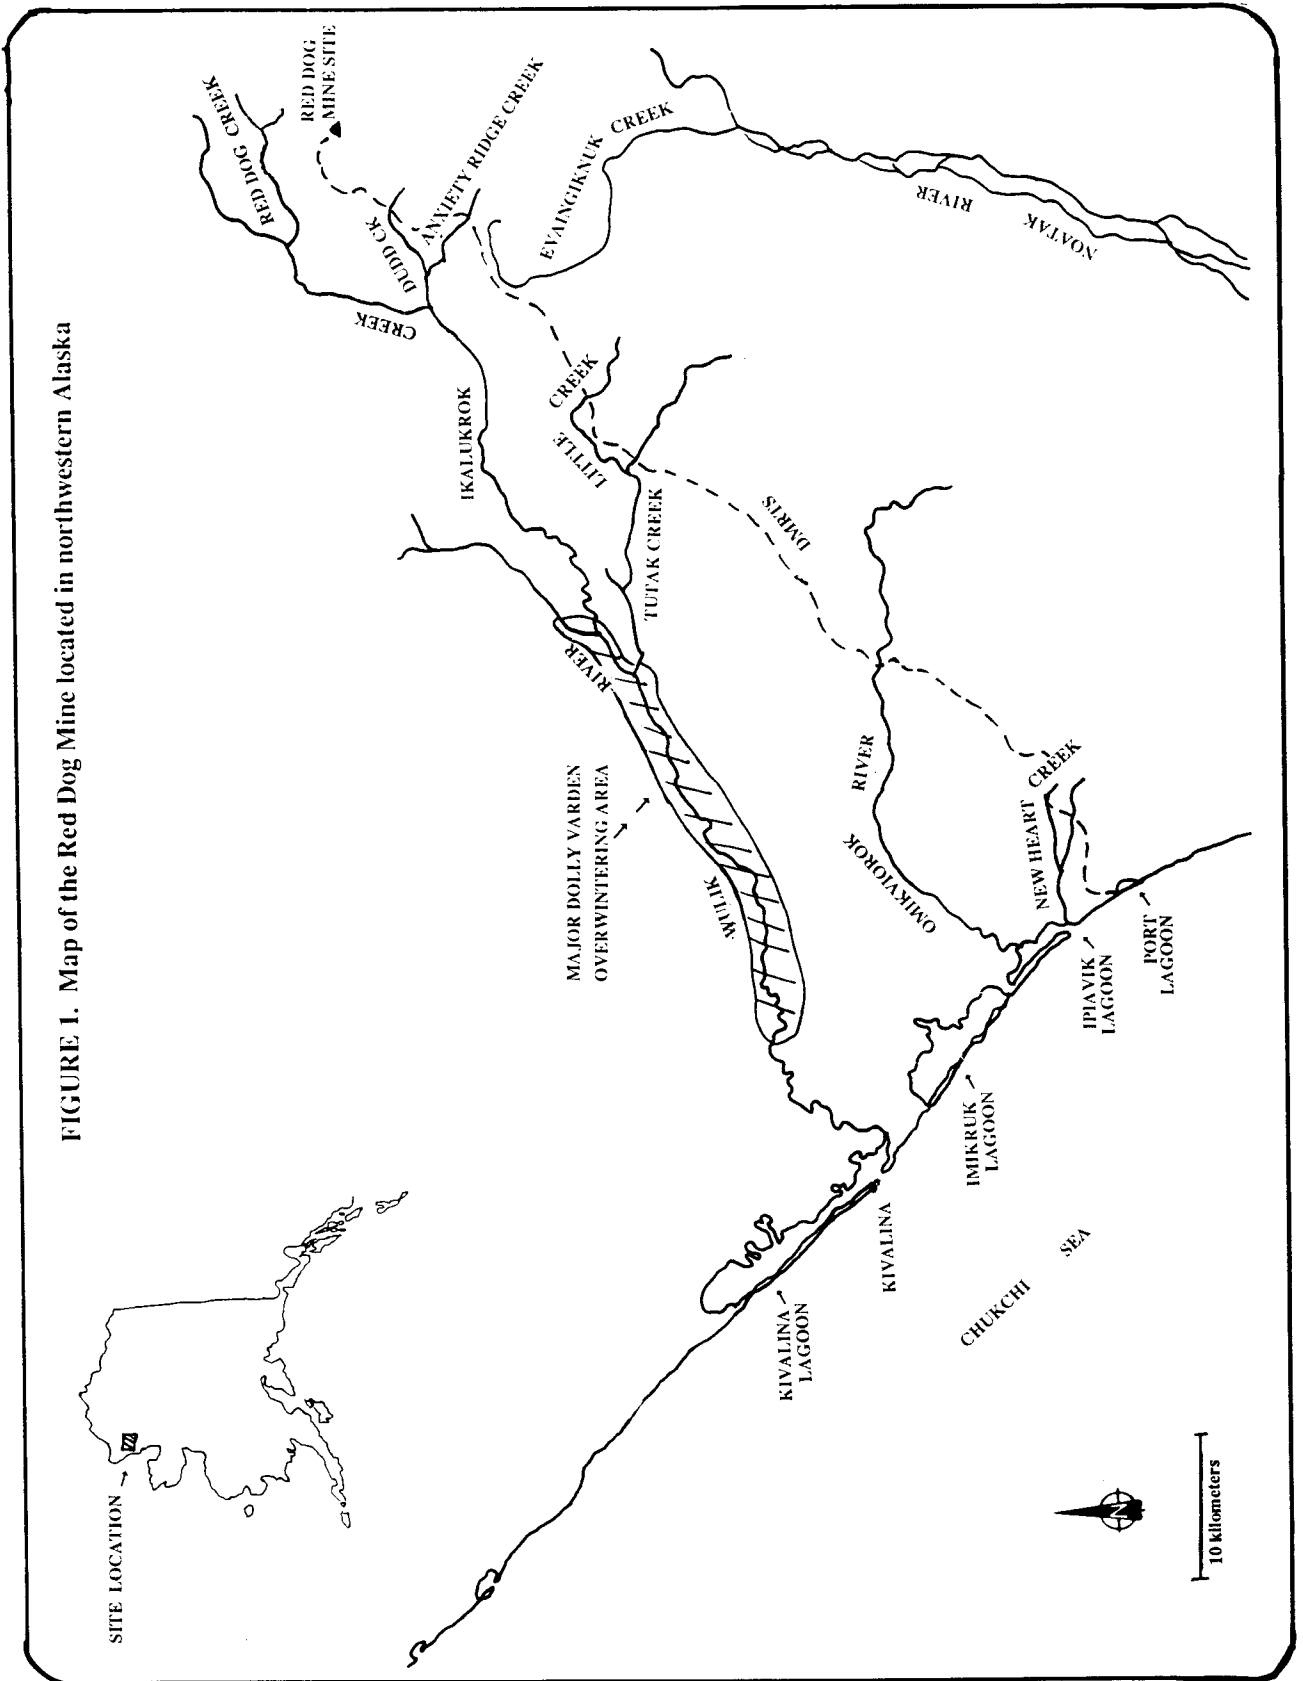 FIGURE 1. Map of the Red Dog Mine located in northwestern Alaska
SITE LOCATION
RED DOG CREEK
RED DOG
MINE SITE
ANXIETY RIDGE CREEK
DUDD CK
IKALUKROK
CREEK
EVAINGIKNUK CREEK
NOATAK
RIVER
LITTLE
CREEK
TUTAK CREEK
DMRTS
WULIK
RIVER
MAJOR DOLLY VARDEN
OVERWINTERING AREA
OMIKVIOROK
RIVER
NEW HEART
CREEK
PORT
LAGOON
IPIAVIK
LAGOON
IMIKRUK
LAGOON
KIVALINA
KIVALINA
LAGOON
CHUKCHI
SEA
N
10 kilometers